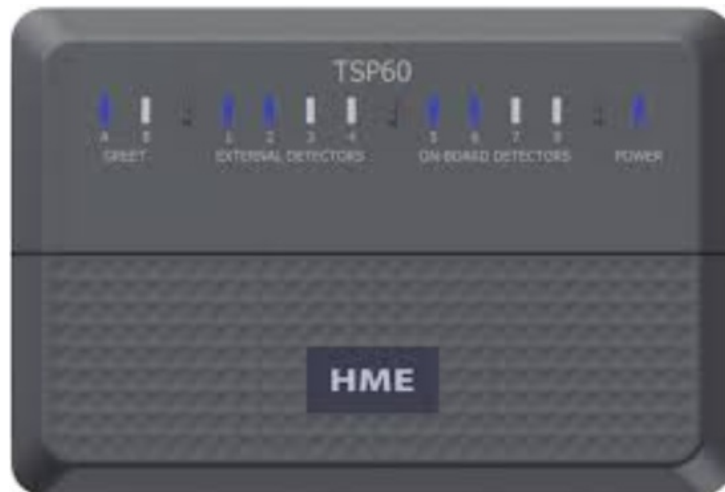 TSP60
A B 1 2 3 4 5 6 7 8
GREET EXTERNAL DETECTORS ON-BOARD DETECTORS POWER
HME